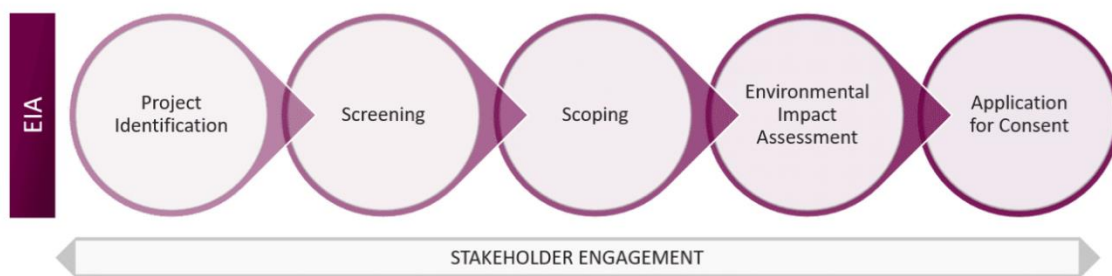 EIA
Project
Identification
Screening
Scoping
Environmental
Impact
Assessment
Application
for Consent
STAKEHOLDER ENGAGEMENT